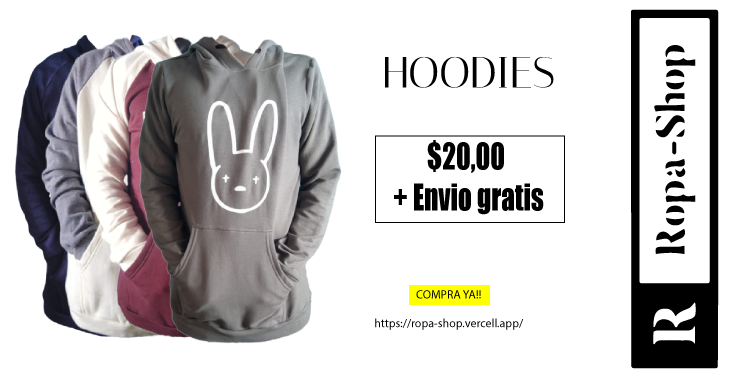 HOODIES
$20,00
+ Envio gratis
COMPRA YA!!
https://ropa-shop.vercell.app/
Ropa-Shop
R